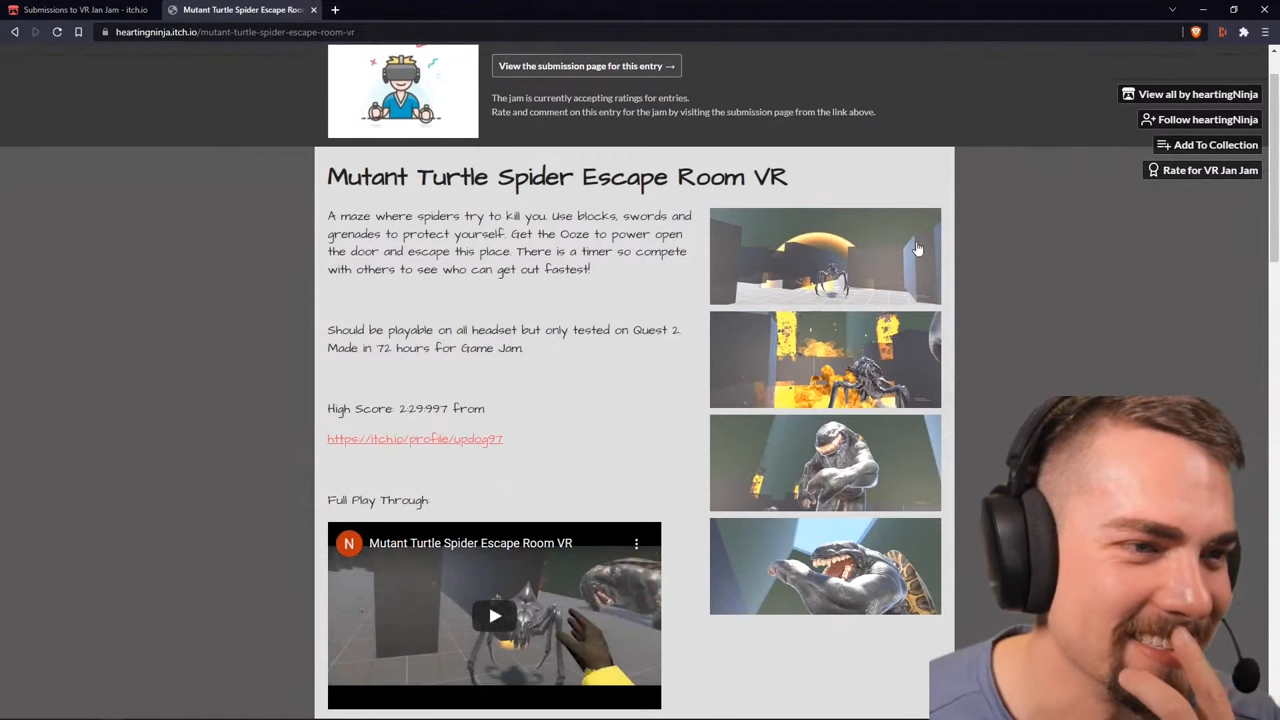 Submissions to VR Jan Jam - itch.io
Mutant Turtle Spider Escape Roo
heartingninja.itch.io/mutant-turtle-spider-escape-room-vr
View the submission page for this entry →
The jam is currently accepting ratings for entries.
Rate and comment on this entry for the jam by visiting the submission page from the link above.
View all by heartingNinja
Follow heartingNinja
Add To Collection
Rate for VR Jan Jam
Mutant Turtle Spider Escape Room VR
A maze where spiders try to kill you. Use blocks, swords and
grenades to protect yourself. Get the Ooze to power open
the door and escape this place. There is a timer so compete
with others to see who can get out fastest!
Should be playable on all headset but only tested on Quest 2.
Made in 72 hours for Game Jam.
High Score: 2:29:997 from
https://itch.io/profile/updog97
Full Play Through:
N
Mutant Turtle Spider Escape Room VR